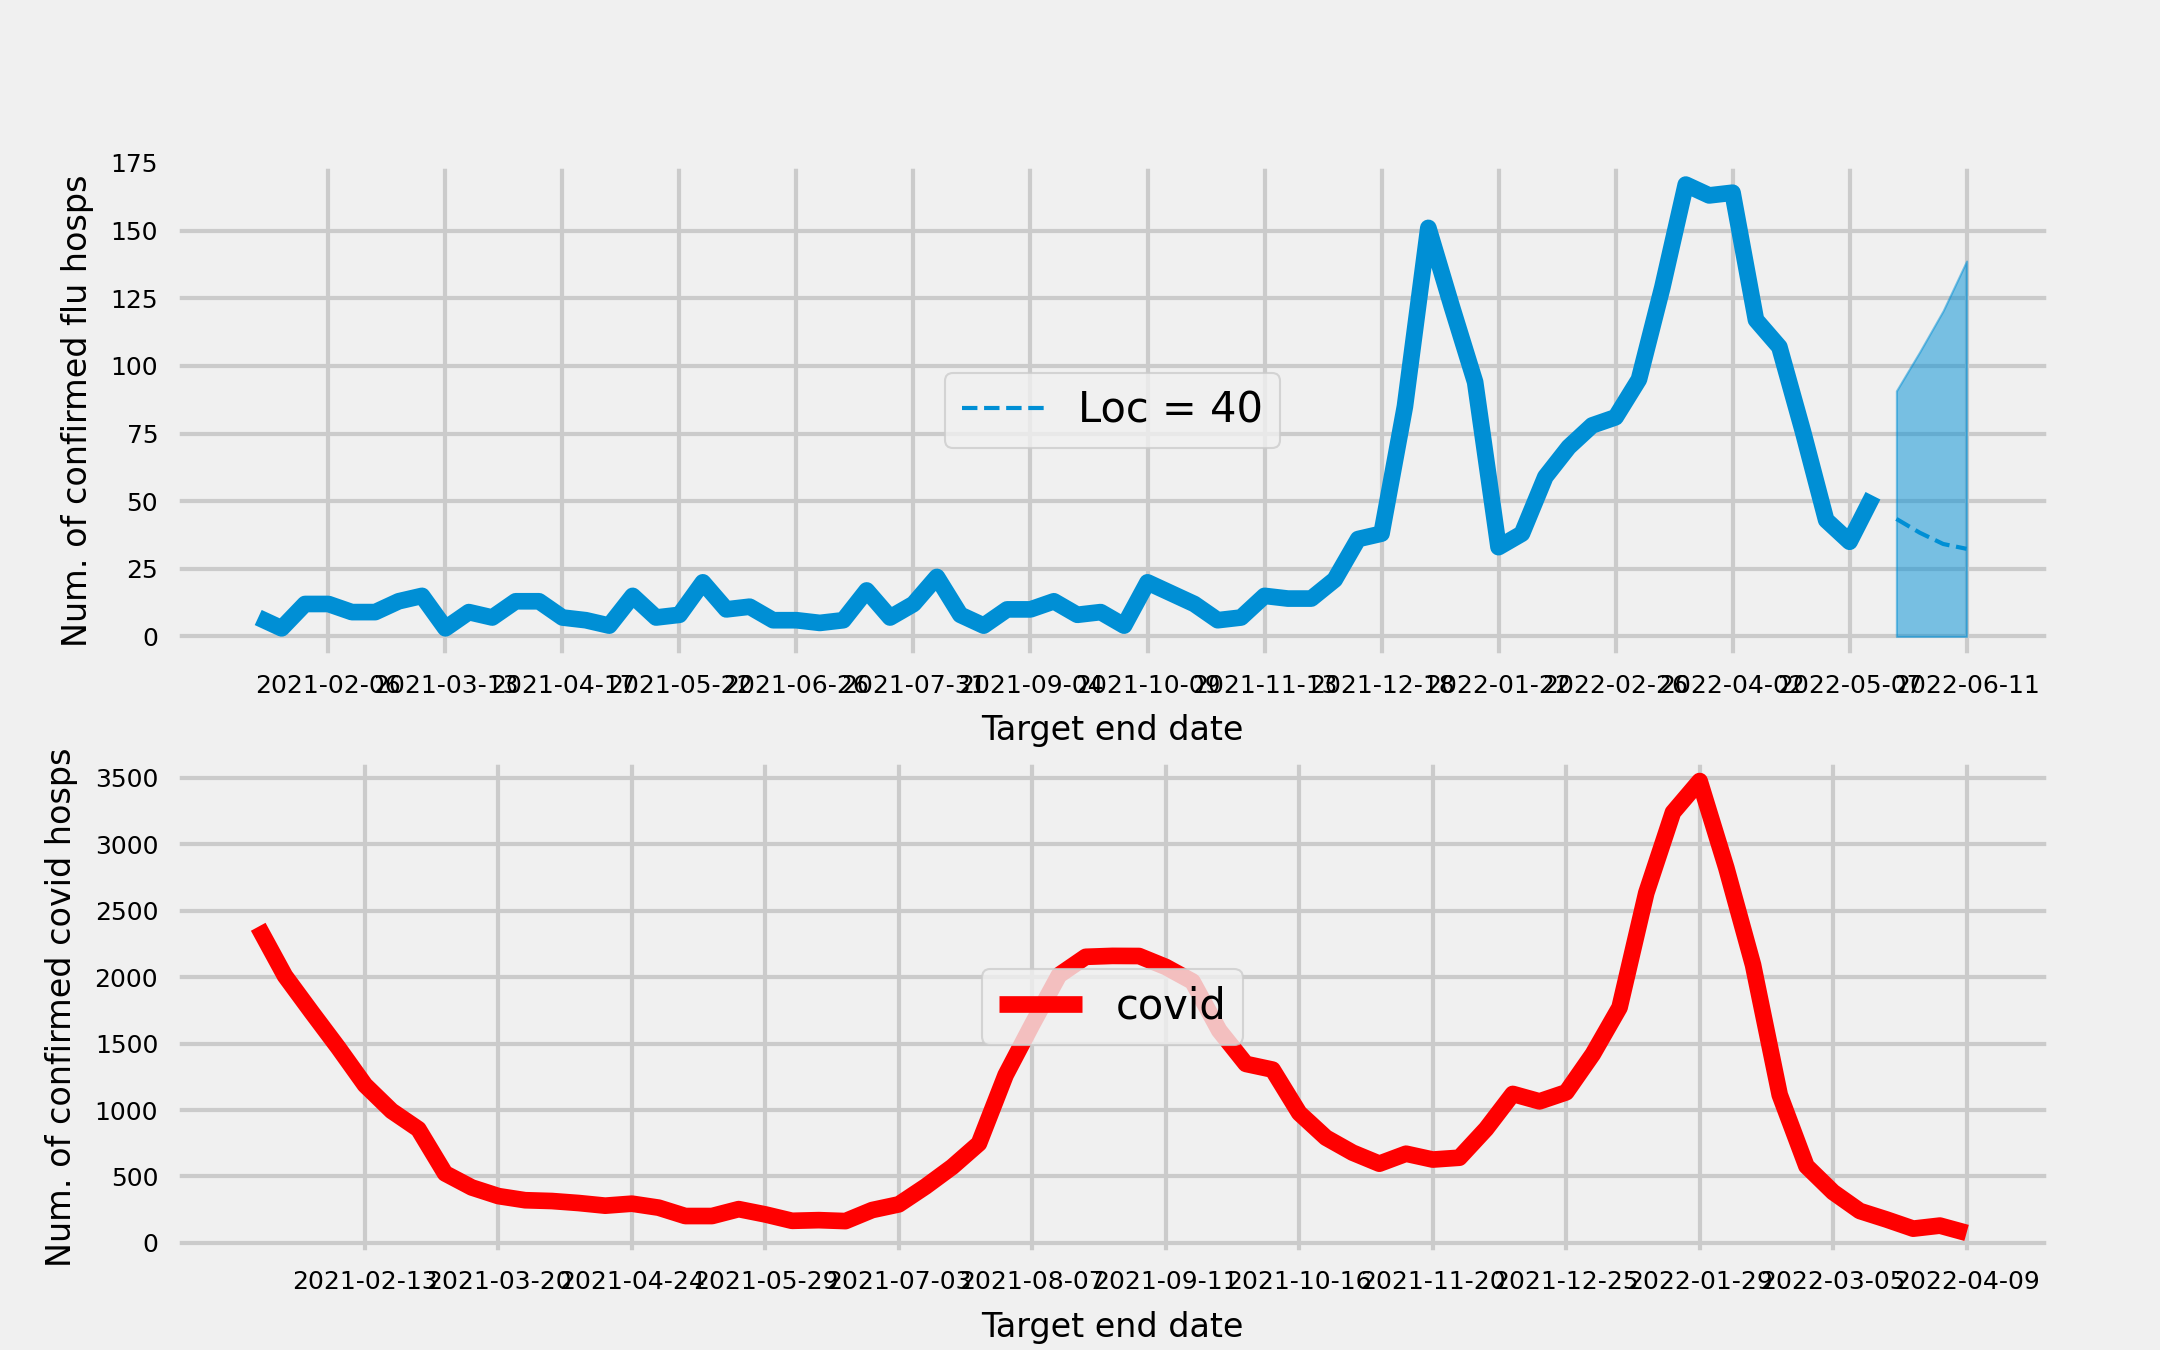 Num. of confirmed flu hosps
175
150
125
100
75
50
25
0
Loc = 40
2021-02-06 2021-03-13 2021-04-17 2021-05-22 2021-06-26 2021-07-31 2021-09-04 2021-10-09 2021-11-13 2021-12-18 2022-01-22 2022-02-26 2022-04-02 2022-05-07 2022-06-11
Target end date
Num. of confirmed covid hosps
3500
3000
2500
2000
1500
1000
500
0
covid
2021-02-13 2021-03-20 2021-04-24 2021-05-29 2021-07-03 2021-08-07 2021-09-11 2021-10-16 2021-11-20 2021-12-25 2022-01-29 2022-03-05 2022-04-09
Target end date